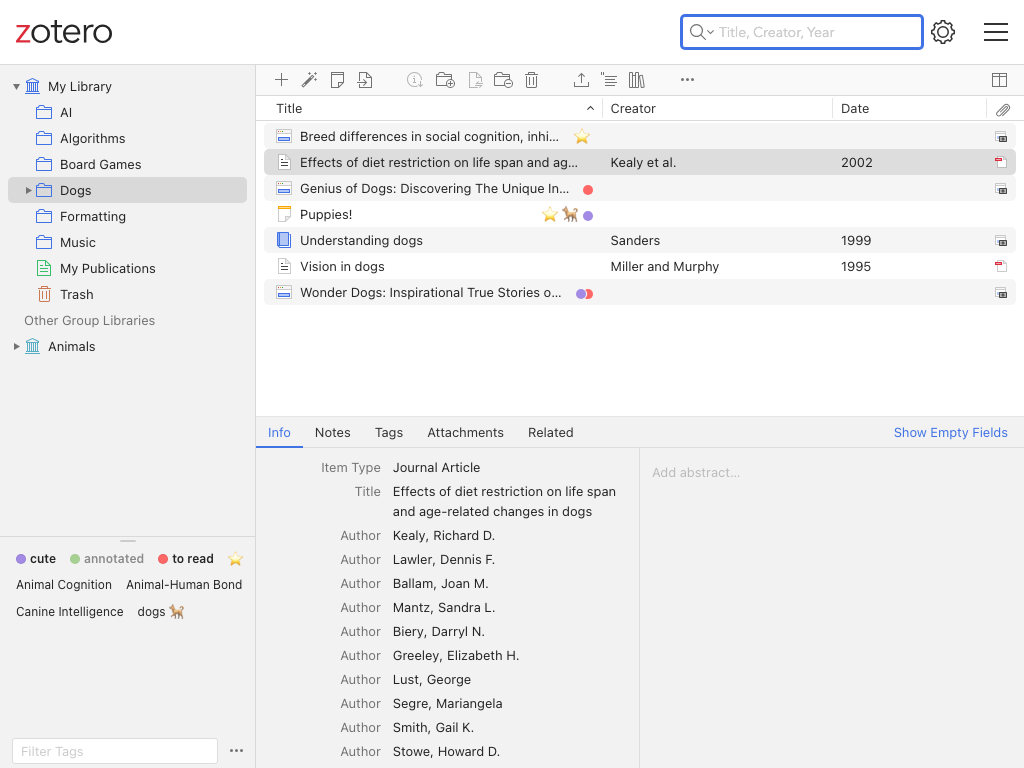 zotero
Title, Creator, Year
My Library
AI
Algorithms
Board Games
Dogs
Formatting
Music
My Publications
Trash
Other Group Libraries
Animals
cute annotated to read
Animal Cognition Animal-Human Bond
Canine Intelligence dogs
Filter Tags
Title Creator Date
Breed differences in social cognition, inhi...
Effects of diet restriction on life span and ag... Kealy et al. 2002
Genius of Dogs: Discovering The Unique In...
Puppies!
Understanding dogs Sanders 1999
Vision in dogs Miller and Murphy 1995
Wonder Dogs: Inspirational True Stories o...
Info Notes Tags Attachments Related Show Empty Fields
Item Type Journal Article
Title Effects of diet restriction on life span
and age-related changes in dogs
Author Kealy, Richard D.
Author Lawler, Dennis F.
Author Ballam, Joan M.
Author Mantz, Sandra L.
Author Biery, Darryl N.
Author Greeley, Elizabeth H.
Author Lust, George
Author Segre, Mariangela
Author Smith, Gail K.
Author Stowe, Howard D.
Add abstract...